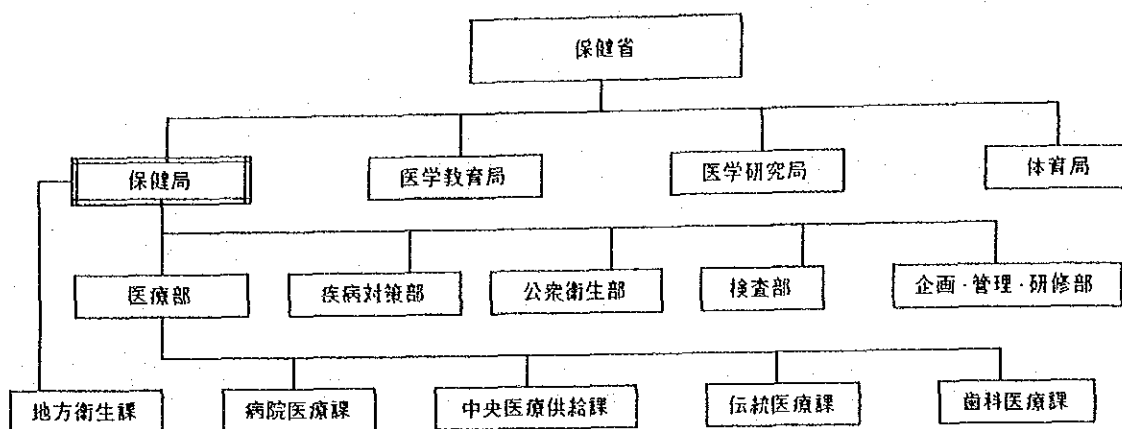 保健省
保健局
医学教育局
医学研究局
体育局
医療部
疾病対策部
公衆衛生部
検査部
企画・管理・研修部
地方衛生課
病院医療課
中央医療供給課
伝統医療課
歯科医療課